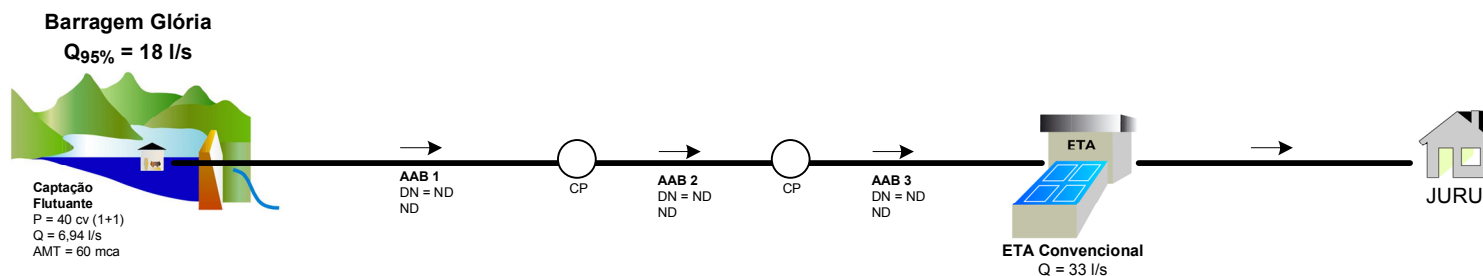 Barragem Glória
Q95% = 18 l/s
Captação
Flutuante
P = 40 cv (1+1)
Q = 6,94 l/s
AMT = 60 mca
AAB 1
DN = ND
ND
CP
AAB 2
DN = ND
ND
CP
AAB 3
DN = ND
ND
ETA
ETA Convencional
Q = 33 l/s
JURU